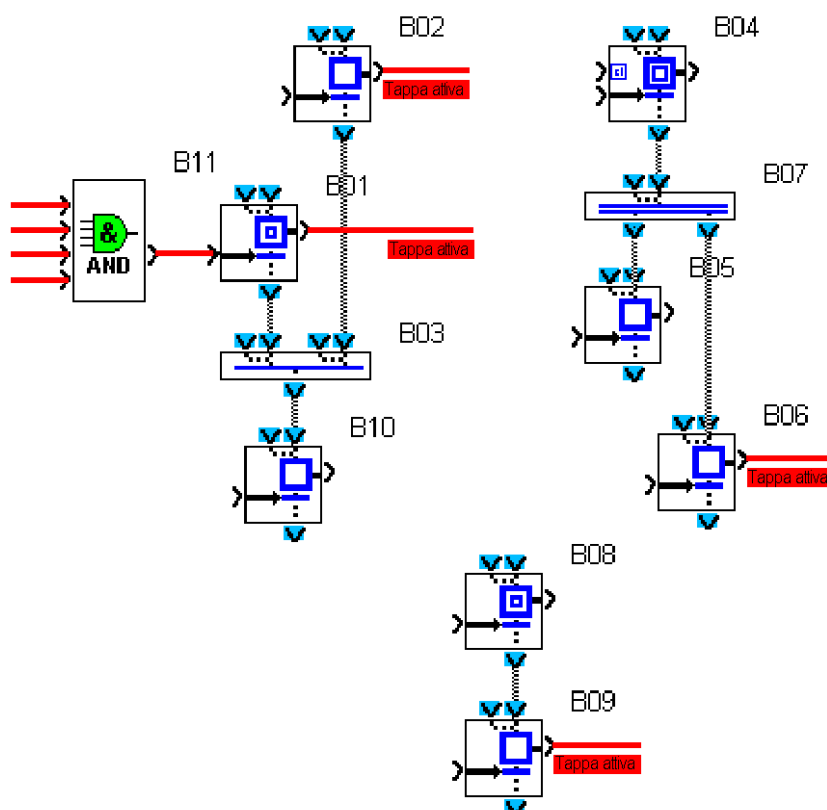 B02
Tappa attiva
B04
B11
B01
Tappa attiva
&
AND
B07
B05
B03
B10
B06
Tappa attiva
B08
B09
Tappa attiva